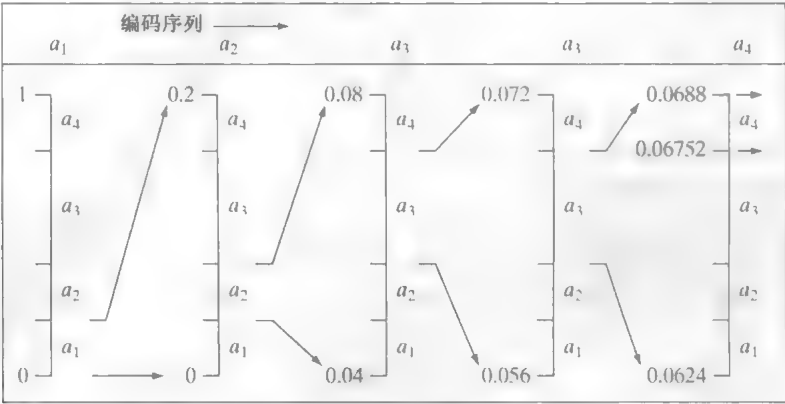 编码序列
a₁ a₂ a₃ a₃ a₄
1 0.2 0.08 0.072 0.0688
a₄ a₄ a₄ a₄ a₄
0.06752
a₃ a₃ a₃ a₃ a₃
a₂ a₂ a₂ a₂ a₂
a₁ a₁ a₁ a₁ a₁
0 0 0.04 0.056 0.0624